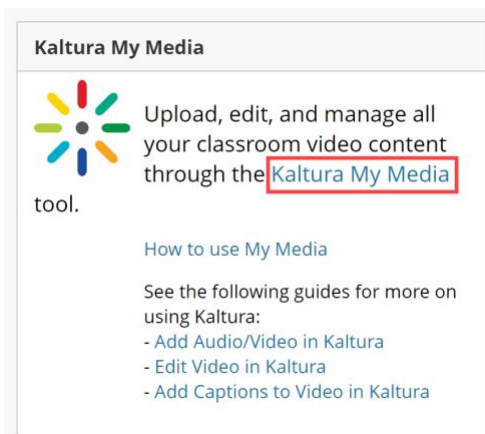 Kaltura My Media
Upload, edit, and manage all
your classroom video content
through the Kaltura My Media
tool.
How to use My Media
See the following guides for more on
using Kaltura:
- Add Audio/Video in Kaltura
- Edit Video in Kaltura
- Add Captions to Video in Kaltura